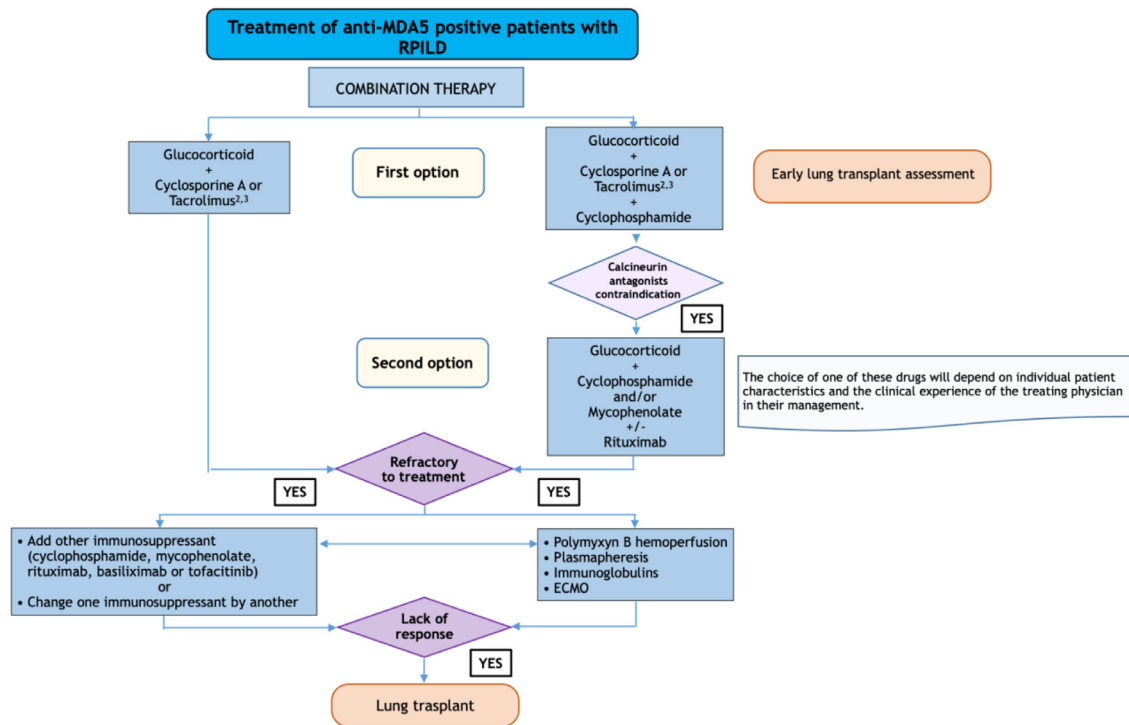 Treatment of anti-MDA5 positive patients with
RPILD
COMBINATION THERAPY
Glucocorticoid
+
Cyclosporine A or
Tacrolimus2,3
First option
Glucocorticoid
+
Cyclosporine A or
Tacrolimus2,3
+
Cyclophosphamide
Early lung transplant assessment
Calcineurin
antagonists
contraindication
YES
Second option
Glucocorticoid
+
Cyclophosphamide
and/or
Mycophenolate
+/-
Rituximab
The choice of one of these drugs will depend on individual patient
characteristics and the clinical experience of the treating physician
in their management.
Refractory
to treatment
YES
YES
• Add other immunosuppressant
(cyclophosphamide, mycophenolate,
rituximab, basiliximab or tofacitinib)
or
• Change one immunosuppressant by another
• Polymyxyn B hemoperfusion
• Plasmapheresis
• Immunoglobulins
• ECMO
Lack of
response
YES
Lung trasplant